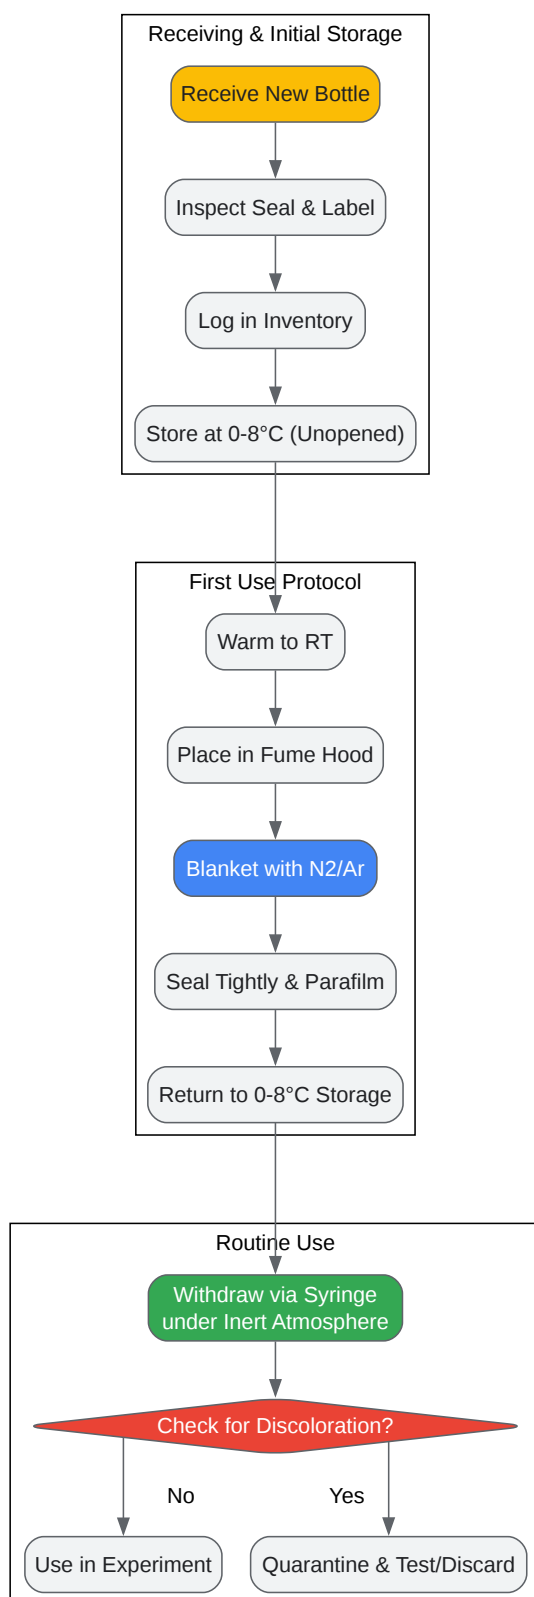 Receiving & Initial Storage
Receive New Bottle
Inspect Seal & Label
Log in Inventory
Store at 0-8°C (Unopened)
First Use Protocol
Warm to RT
Place in Fume Hood
Blanket with N2/Ar
Seal Tightly & Parafilm
Return to 0-8°C Storage
Routine Use
Withdraw via Syringe
under Inert Atmosphere
Check for Discoloration?
No
Yes
Use in Experiment
Quarantine & Test/Discard